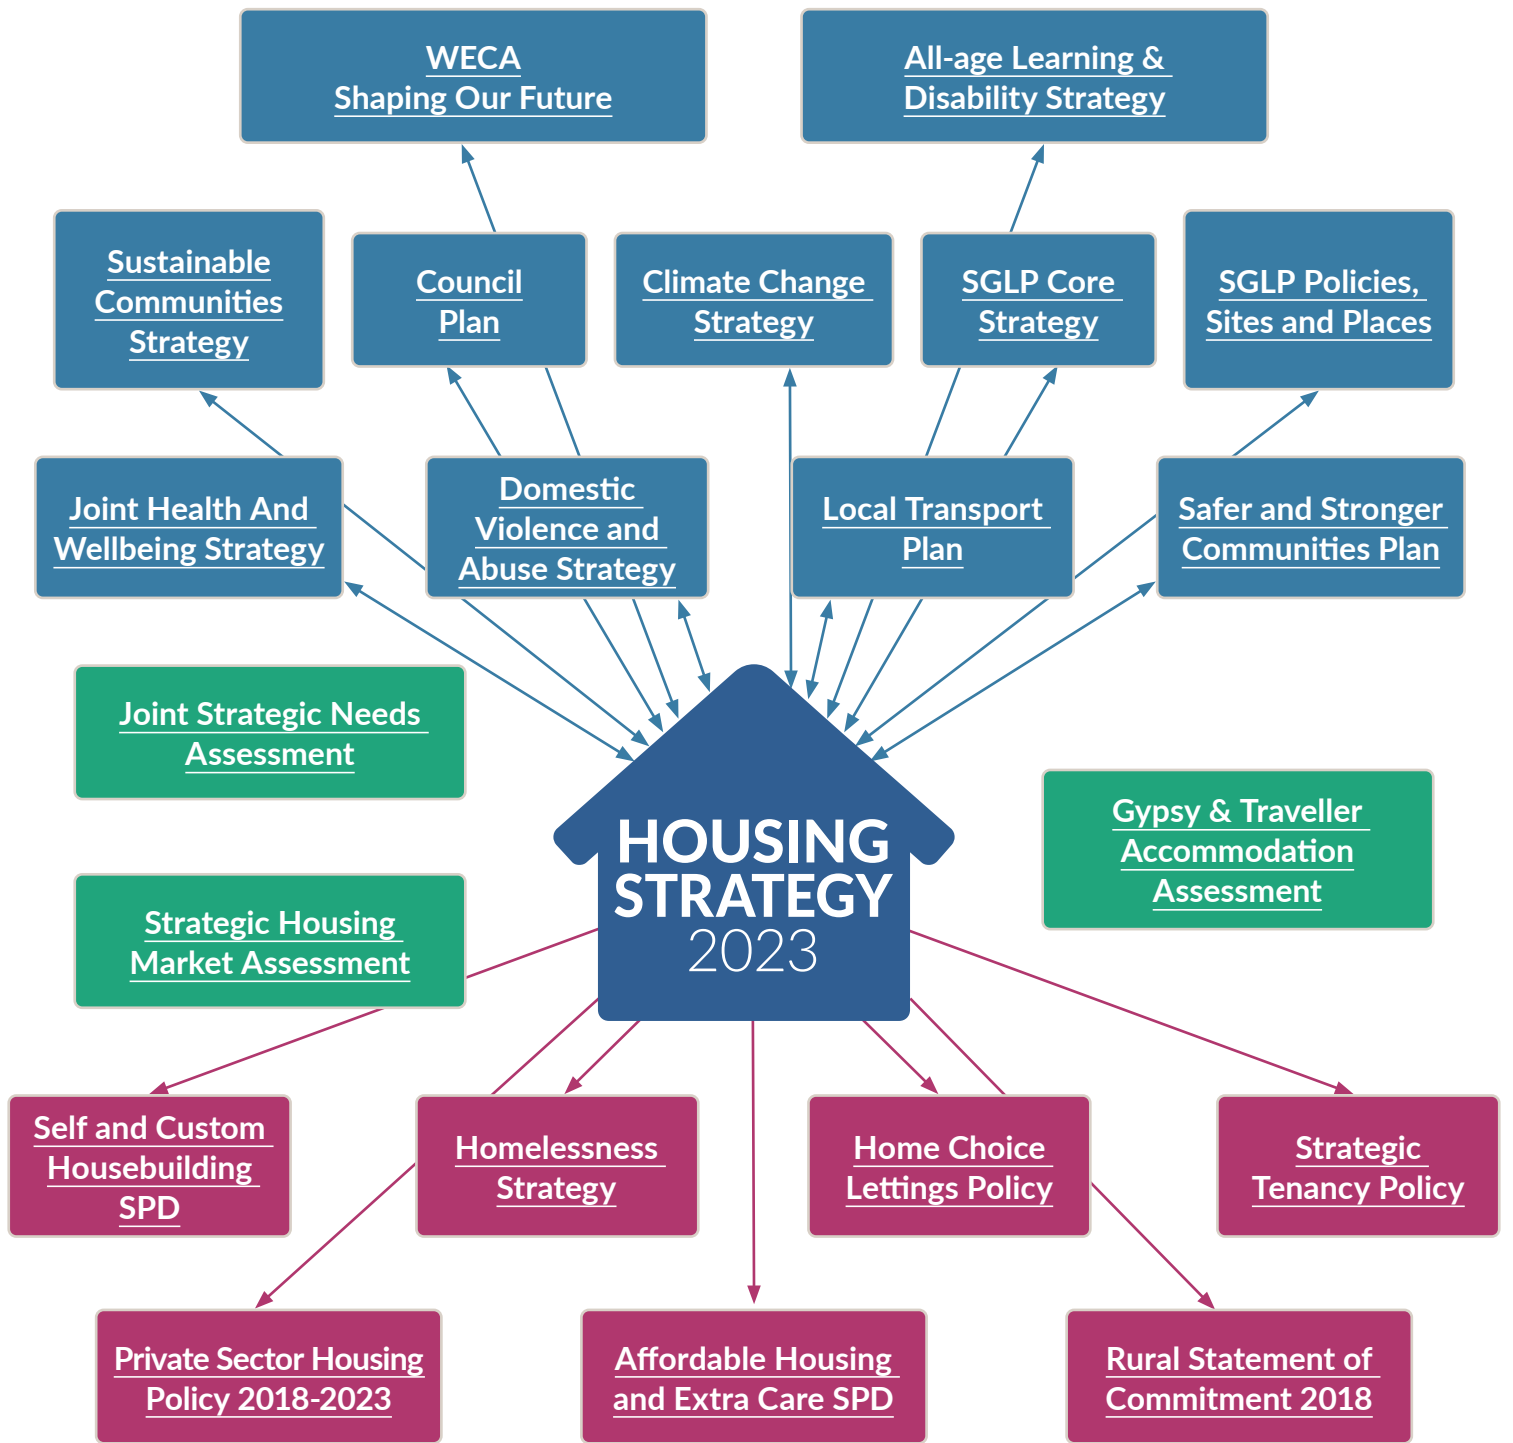 WECA
Shaping Our Future
All-age Learning &
Disability Strategy
Sustainable
Communities
Strategy
Council
Plan
Climate Change
Strategy
SGLP Core
Strategy
SGLP Policies,
Sites and Places
Joint Health And
Wellbeing Strategy
Domestic
Violence and
Abuse Strategy
Local Transport
Plan
Safer and Stronger
Communities Plan
Joint Strategic Needs
Assessment
Gypsy & Traveller
Accommodation
Assessment
HOUSING
STRATEGY
2023
Strategic Housing
Market Assessment
Self and Custom
Housebuilding
SPD
Homelessness
Strategy
Home Choice
Lettings Policy
Strategic
Tenancy Policy
Private Sector Housing
Policy 2018-2023
Affordable Housing
and Extra Care SPD
Rural Statement of
Commitment 2018